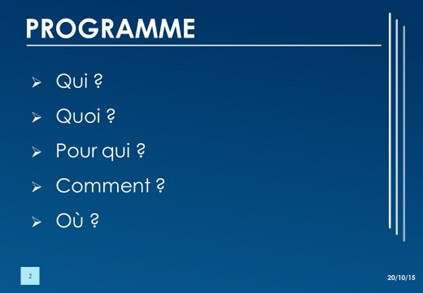 PROGRAMME
➢ Qui ?
➢ Quoi ?
➢ Pour qui ?
➢ Comment ?
➢ Où ?
2
20/10/15